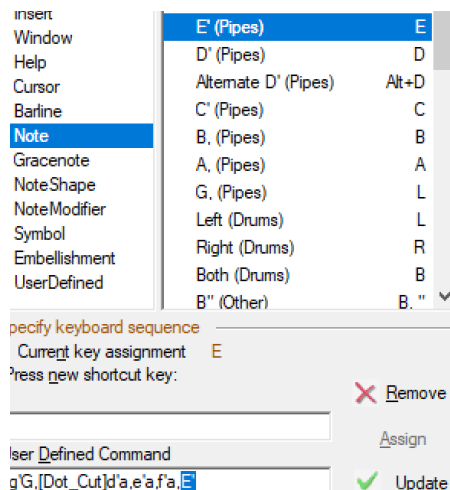 Insert
Window
Help
Cursor
Barline
Note
Gracenote
NoteShape
NoteModifier
Symbol
Embellishment
UserDefined
E' (Pipes) E
D' (Pipes) D
Alternate D' (Pipes) Alt+D
C' (Pipes) C
B, (Pipes) B
A, (Pipes) A
G, (Pipes) L
Left (Drums) L
Right (Drums) R
Both (Drums) B
B'' (Other) B, "
pecify keyboard sequence
Current key assignment E
Press new shortcut key:
Remove
Assign
User Defined Command
g'G,[Dot_Cut]d'a,e'a,f'a,E'
Update